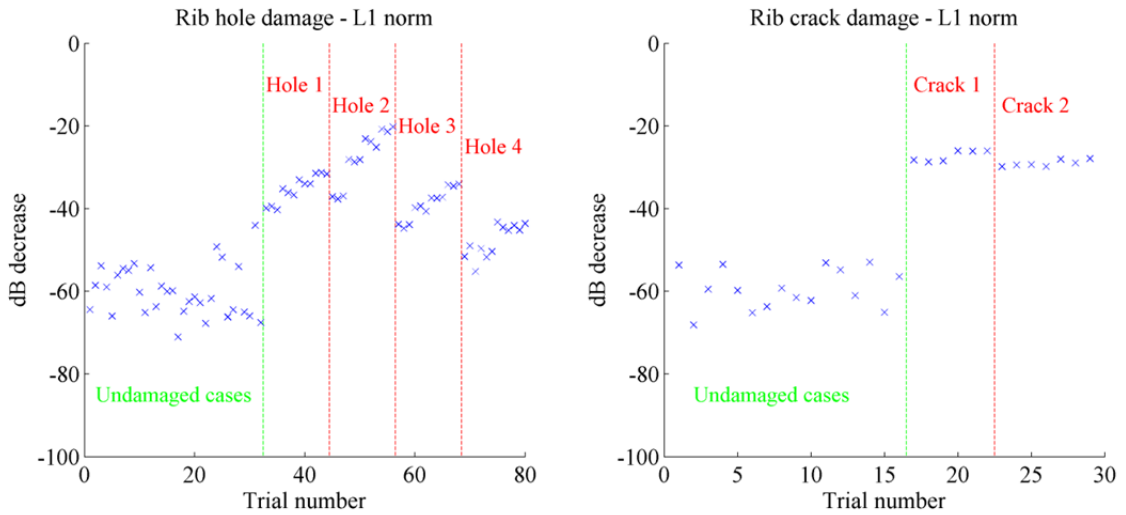 Rib hole damage - L1 norm
0
-20
-40
-60
-80
-100
dB decrease
Hole 1
Hole 2
Hole 3
Hole 4
Undamaged cases
0 20 40 60 80
Trial number
Rib crack damage - L1 norm
0
-20
-40
-60
-80
-100
dB decrease
Crack 1
Crack 2
Undamaged cases
0 5 10 15 20 25 30
Trial number